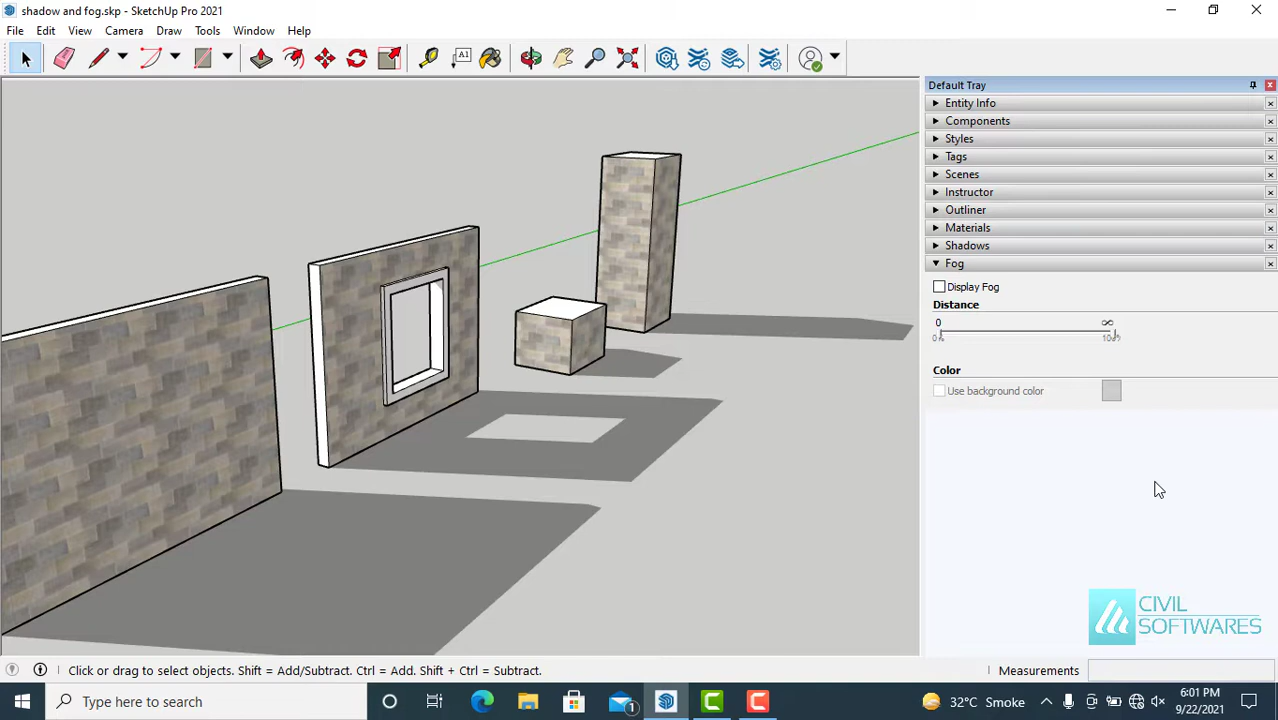 shadow and fog.skp - SketchUp Pro 2021
File Edit View Camera Draw Tools Window Help
A1
Default Tray
Entity Info
Components
Styles
Tags
Scenes
Instructor
Outliner
Materials
Shadows
Fog
Display Fog
Distance
0 ∞
Color
Use background color
CIVIL
SOFTWARES
Click or drag to select objects. Shift = Add/Subtract. Ctrl = Add. Shift + Ctrl = Subtract.
Measurements
Type here to search
1
32°C Smoke
6:01 PM
9/22/2021